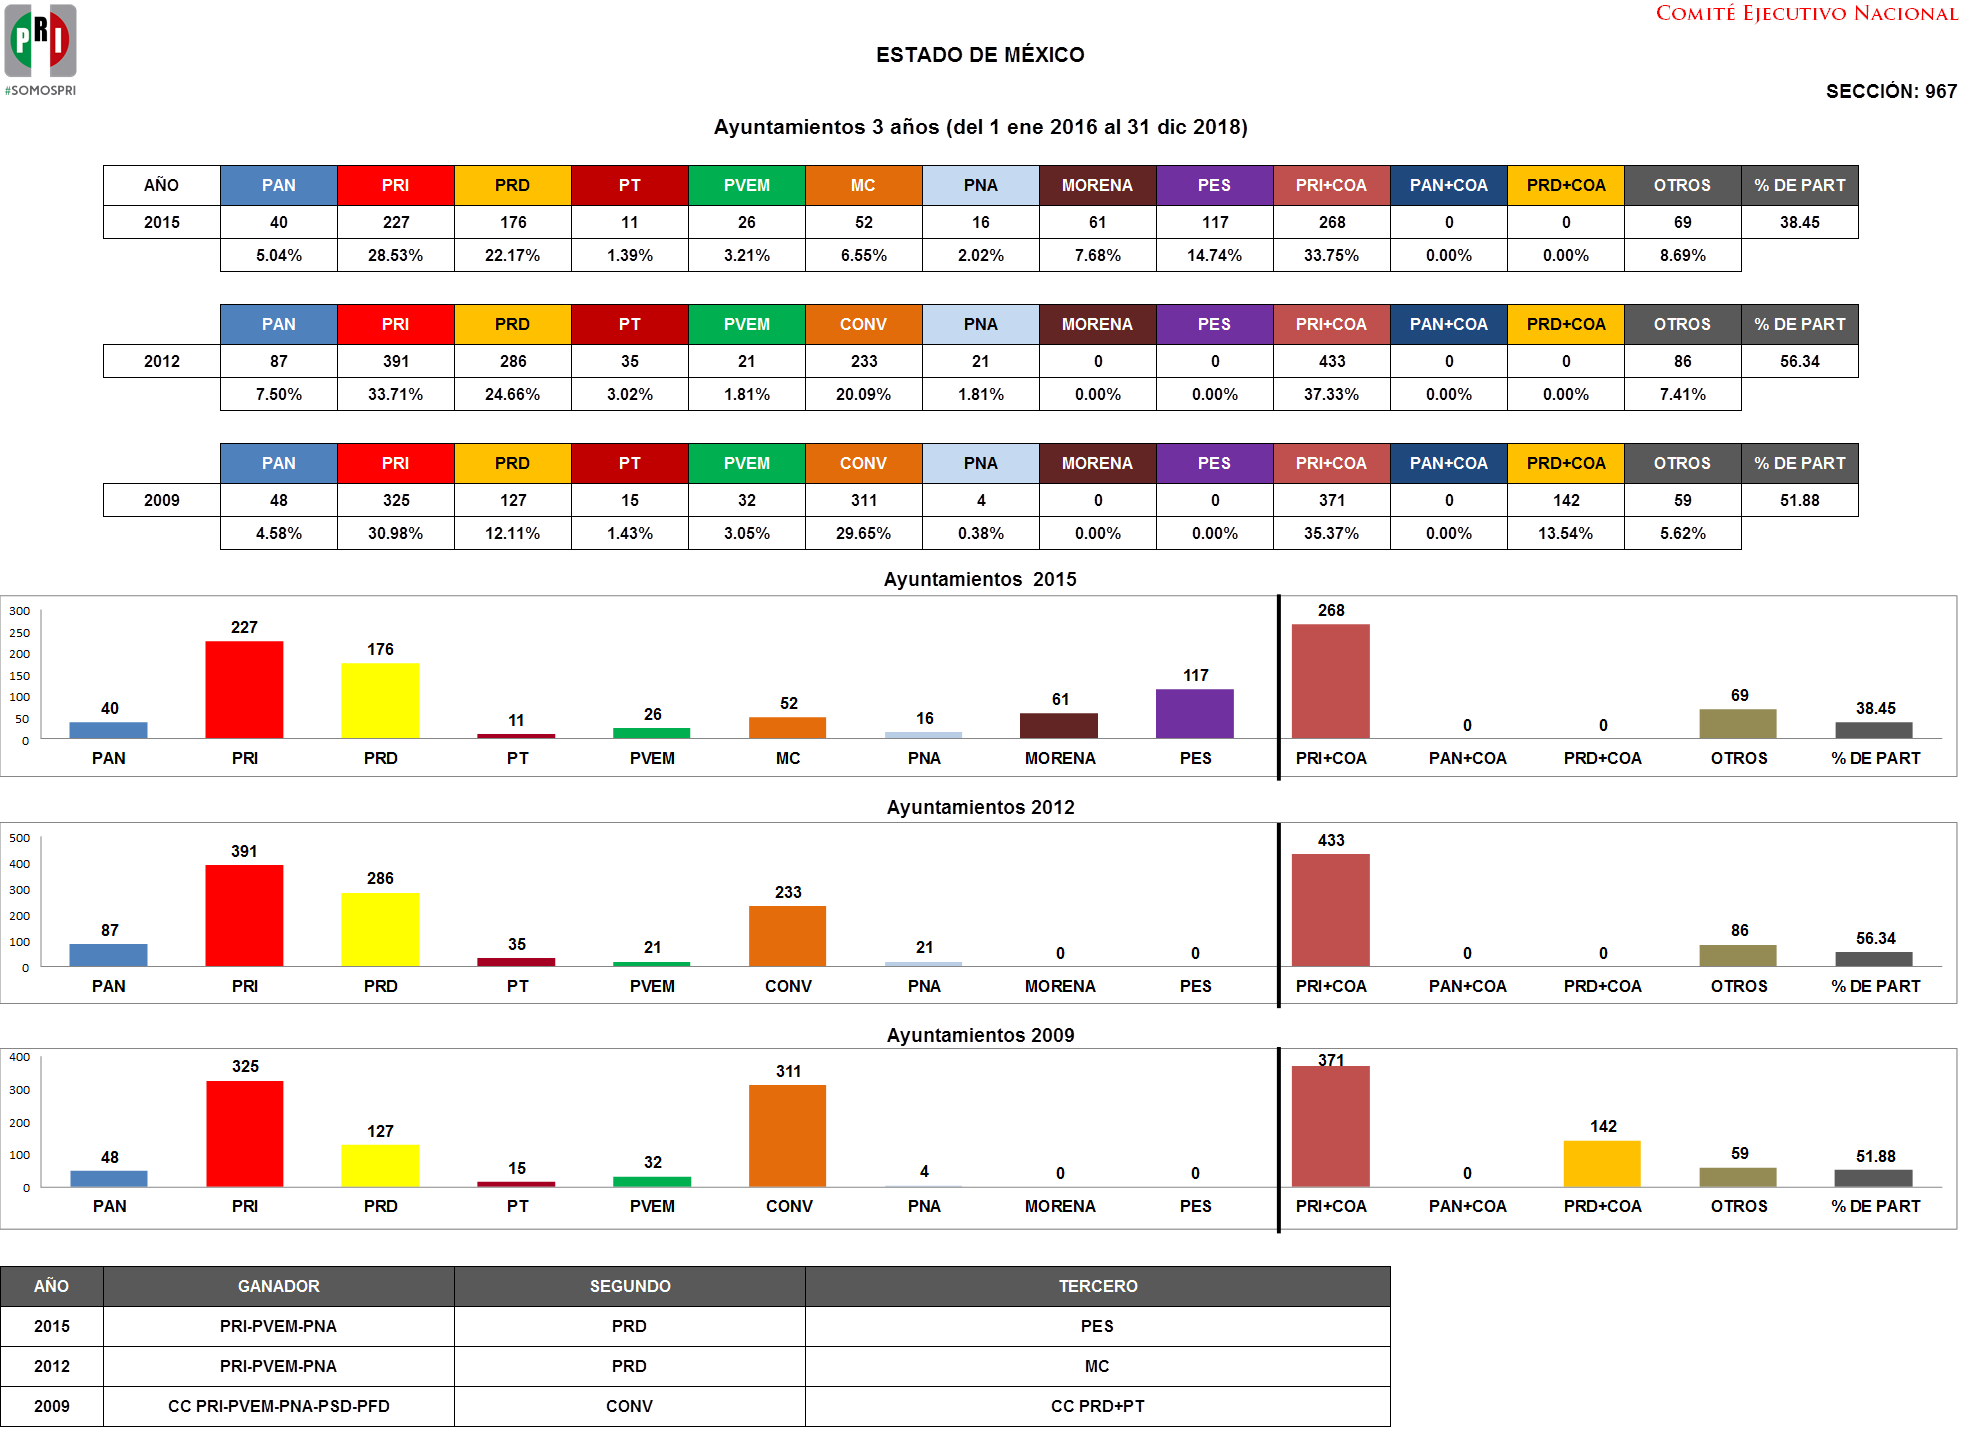 PRI
#SOMOSPRI
COMITÉ EJECUTIVO NACIONAL
ESTADO DE MÉXICO
SECCIÓN: 967
Ayuntamientos 3 años (del 1 ene 2016 al 31 dic 2018)
AÑO PAN PRI PRD PT PVEM MC PNA MORENA PES PRI+COA PAN+COA PRD+COA OTROS % DE PART
2015 40 227 176 11 26 52 16 61 117 268 0 0 69 38.45
5.04% 28.53% 22.17% 1.39% 3.21% 6.55% 2.02% 7.68% 14.74% 33.75% 0.00% 0.00% 8.69%
PAN PRI PRD PT PVEM CONV PNA MORENA PES PRI+COA PAN+COA PRD+COA OTROS % DE PART
2012 87 391 286 35 21 233 21 0 0 433 0 0 86 56.34
7.50% 33.71% 24.66% 3.02% 1.81% 20.09% 1.81% 0.00% 0.00% 37.33% 0.00% 0.00% 7.41%
PAN PRI PRD PT PVEM CONV PNA MORENA PES PRI+COA PAN+COA PRD+COA OTROS % DE PART
2009 48 325 127 15 32 311 4 0 0 371 0 142 59 51.88
4.58% 30.98% 12.11% 1.43% 3.05% 29.65% 0.38% 0.00% 0.00% 35.37% 0.00% 13.54% 5.62%
Ayuntamientos 2015
300
250
200
150
100
50
0
40 227 176 11 26 52 16 61 117 268 0 0 69 38.45
PAN PRI PRD PT PVEM MC PNA MORENA PES PRI+COA PAN+COA PRD+COA OTROS % DE PART
Ayuntamientos 2012
500
400
300
200
100
0
87 391 286 35 21 233 21 0 0 433 0 0 86 56.34
PAN PRI PRD PT PVEM CONV PNA MORENA PES PRI+COA PAN+COA PRD+COA OTROS % DE PART
Ayuntamientos 2009
400
300
200
100
0
48 325 127 15 32 311 4 0 0 371 0 142 59 51.88
PAN PRI PRD PT PVEM CONV PNA MORENA PES PRI+COA PAN+COA PRD+COA OTROS % DE PART
AÑO GANADOR SEGUNDO TERCERO
2015 PRI-PVEM-PNA PRD PES
2012 PRI-PVEM-PNA PRD MC
2009 CC PRI-PVEM-PNA-PSD-PFD CONV CC PRD+PT